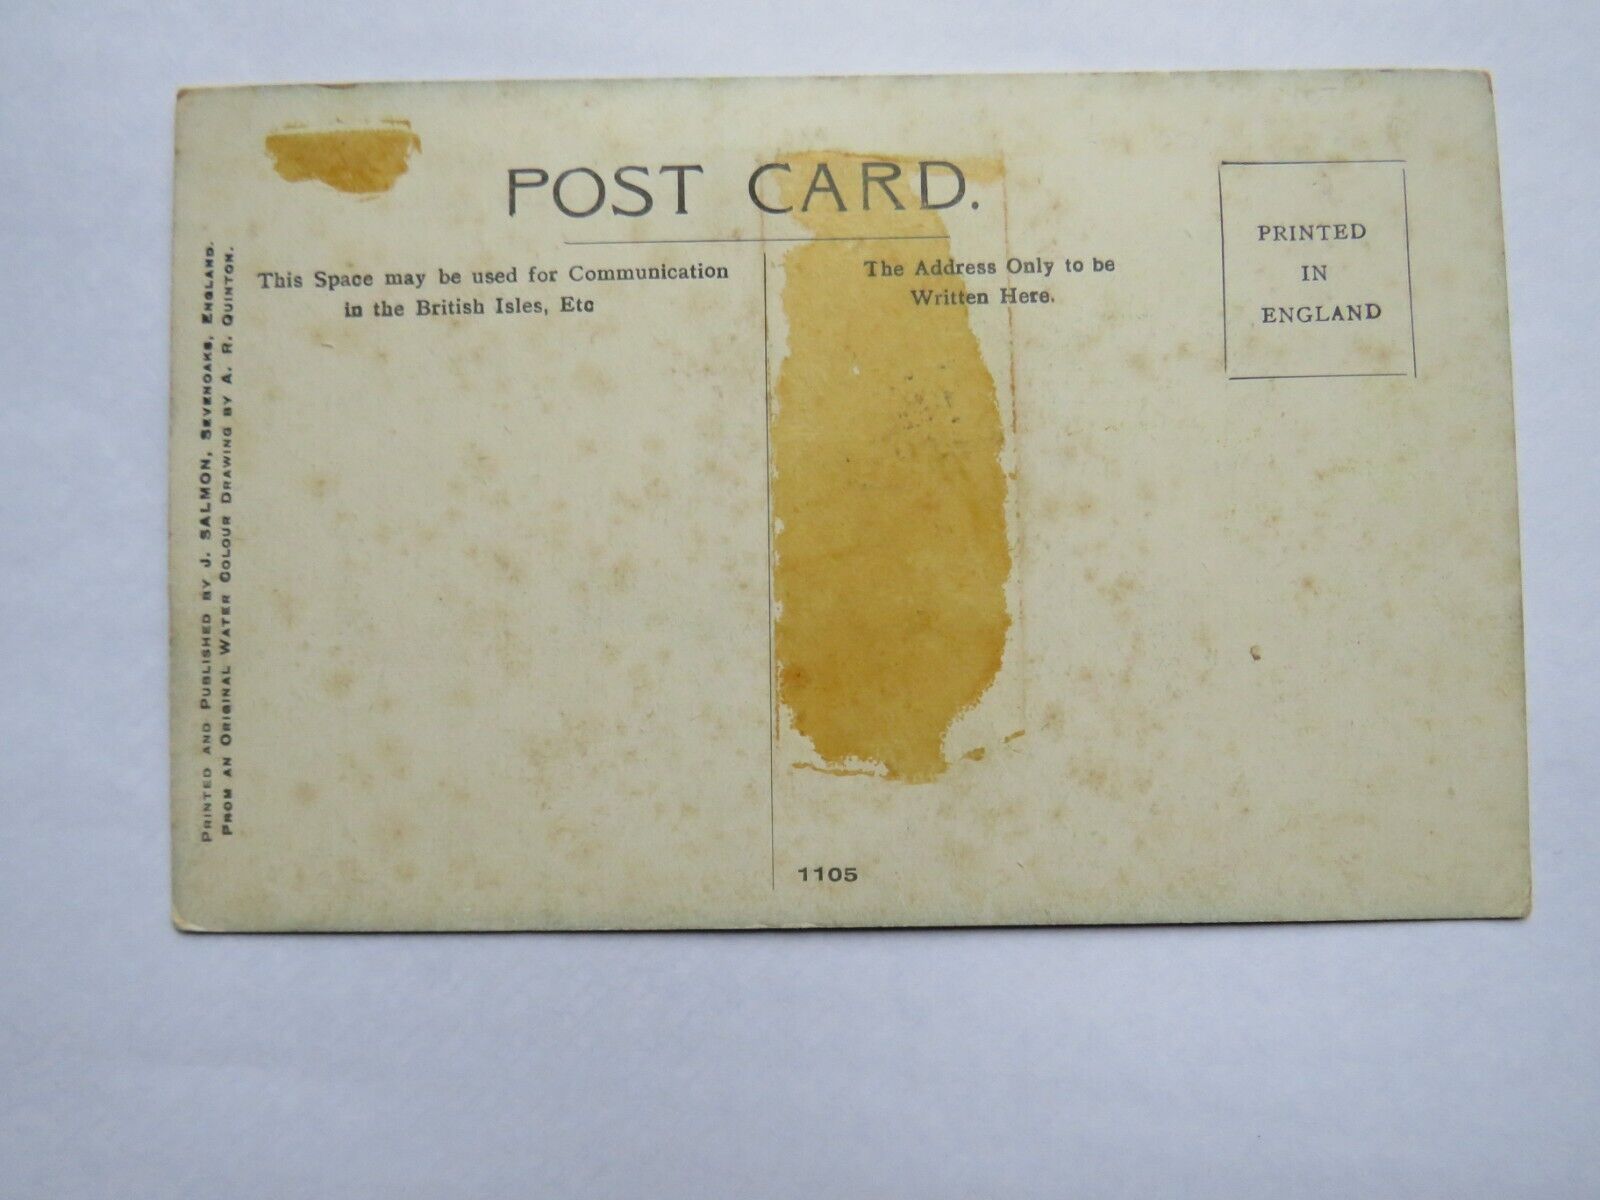 POST CARD.
This Space may be used for Communication
in the British Isles, Etc
The Address Only to be
Written Here.
PRINTED
IN
ENGLAND
PRINTED AND PUBLISHED BY J. SALMON, SEVENOAKS, ENGLAND.
FROM AN ORIGINAL WATER COLOUR DRAWING BY A. R. QUINTON.
1105